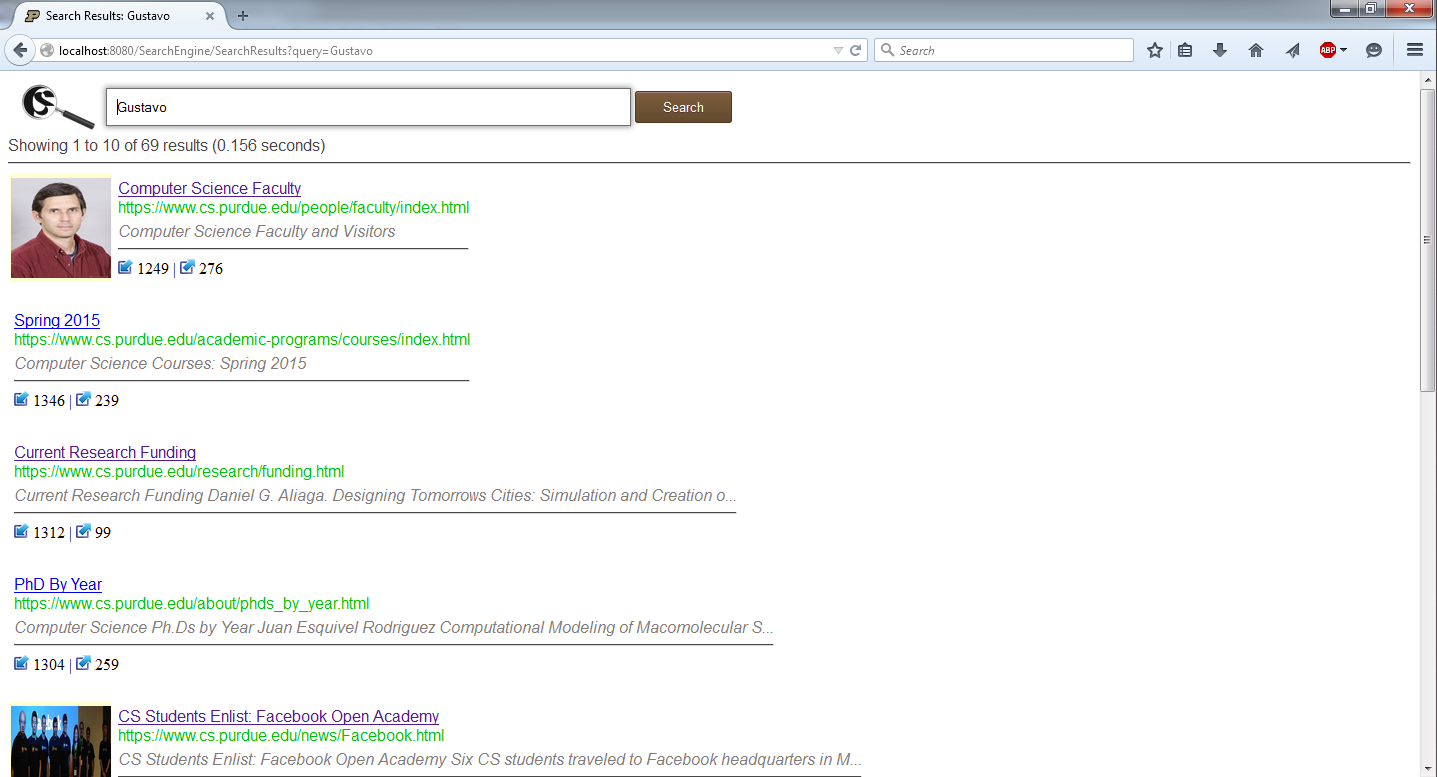 Search Results: Gustavo
localhost:8080/SearchEngine/SearchResults?query=Gustavo
Search
ABP
CS
Gustavo
Search
Showing 1 to 10 of 69 results (0.156 seconds)
Computer Science Faculty
https://www.cs.purdue.edu/people/faculty/index.html
Computer Science Faculty and Visitors
1249 | 276
Spring 2015
https://www.cs.purdue.edu/academic-programs/courses/index.html
Computer Science Courses: Spring 2015
1346 | 239
Current Research Funding
https://www.cs.purdue.edu/research/funding.html
Current Research Funding Daniel G. Aliaga. Designing Tomorrows Cities: Simulation and Creation o...
1312 | 99
PhD By Year
https://www.cs.purdue.edu/about/phds_by_year.html
Computer Science Ph.Ds by Year Juan Esquivel Rodriguez Computational Modeling of Macomolecular S...
1304 | 259
CS Students Enlist: Facebook Open Academy
https://www.cs.purdue.edu/news/Facebook.html
CS Students Enlist: Facebook Open Academy Six CS students traveled to Facebook headquarters in M...